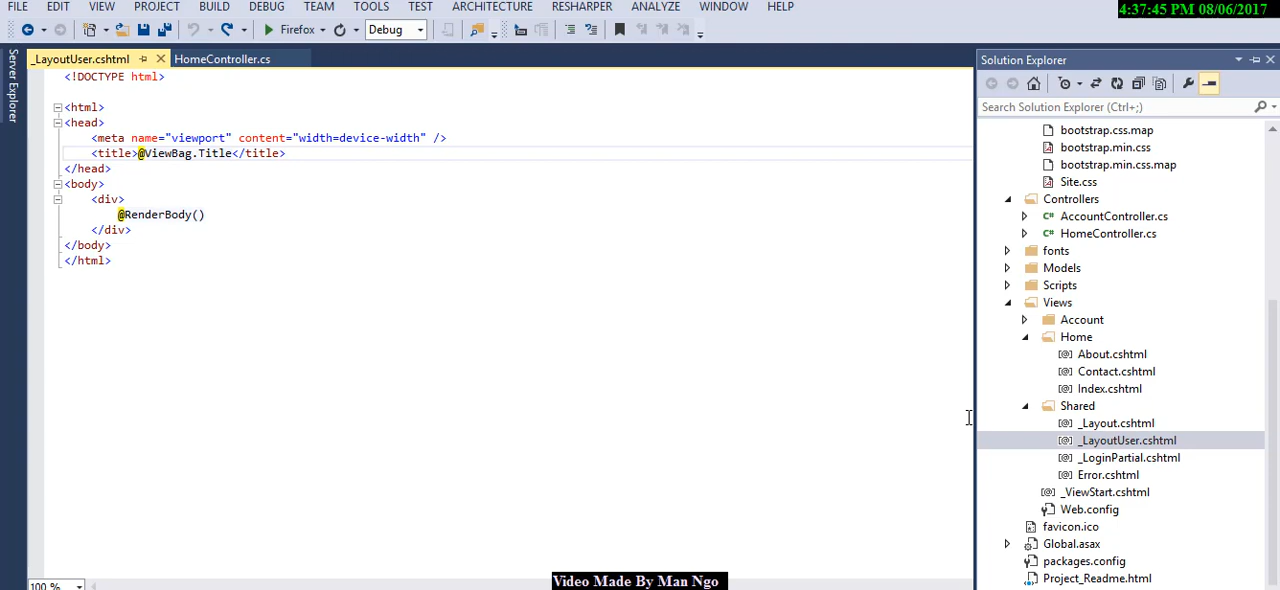 4:37:45 PM 08/06/2017
FILE EDIT VIEW PROJECT BUILD DEBUG TEAM TOOLS TEST ARCHITECTURE RESHARPER ANALYZE WINDOW HELP
Firefox Debug
Server Explorer
_LayoutUser.cshtml HomeController.cs
<!DOCTYPE html>
<html>
<head>
<meta name="viewport" content="width=device-width" />
<title>@ViewBag.Title</title>
</head>
<body>
<div>
@RenderBody()
</div>
</body>
</html>
100 %
Solution Explorer
Search Solution Explorer (Ctrl+;)
bootstrap.css.map
bootstrap.min.css
bootstrap.min.css.map
Site.css
Controllers
C# AccountController.cs
C# HomeController.cs
fonts
Models
Scripts
Views
Account
Home
[@] About.cshtml
[@] Contact.cshtml
[@] Index.cshtml
Shared
[@] _Layout.cshtml
[@] _LayoutUser.cshtml
[@] _LoginPartial.cshtml
[@] Error.cshtml
[@] _ViewStart.cshtml
Web.config
favicon.ico
Global.asax
packages.config
Project_Readme.html
Video Made By Man Ngo